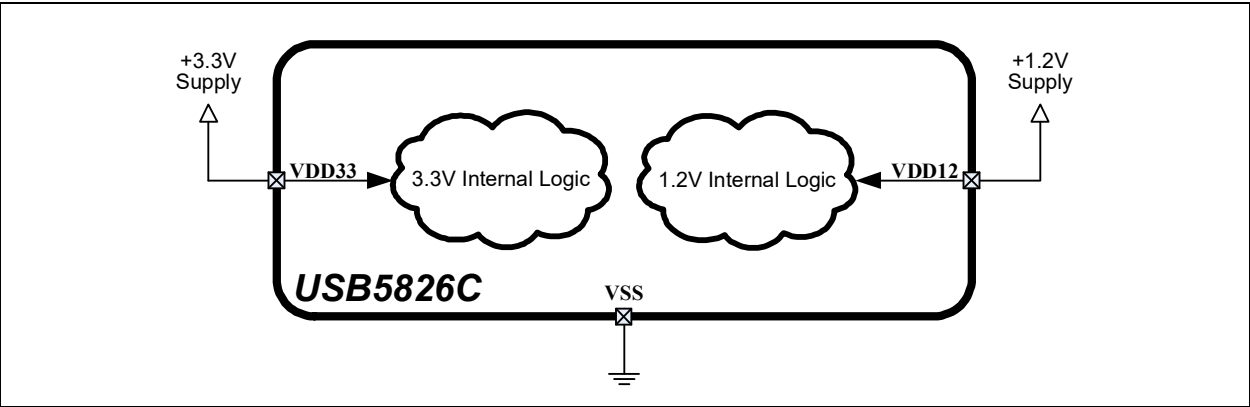 +3.3V
Supply
+1.2V
Supply
VDD33
3.3V Internal Logic
1.2V Internal Logic
VDD12
USB5826C
VSS